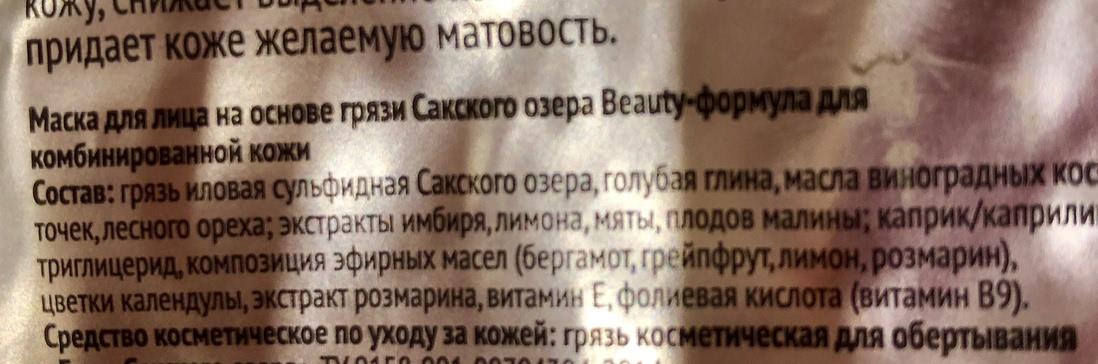 кожу, снижает
придает коже желаемую матовость.
Маска для лица на основе грязи Сакского озера Beauty-формула для
комбинированной кожи
Состав: грязь иловая сульфидная Сакского озера, голубая глина, масла виноградных кос
точек, лесного ореха; экстракты имбиря, лимона, мяты, плодов малины; каприк/каприли
триглицерид, композиция эфирных масел (бергамот, грейпфрут, лимон, розмарин),
цветки календулы, экстракт розмарина, витамин Е, фолиевая кислота (витамин В9).
Средство косметическое по уходу за кожей: грязь косметическая для обертывания